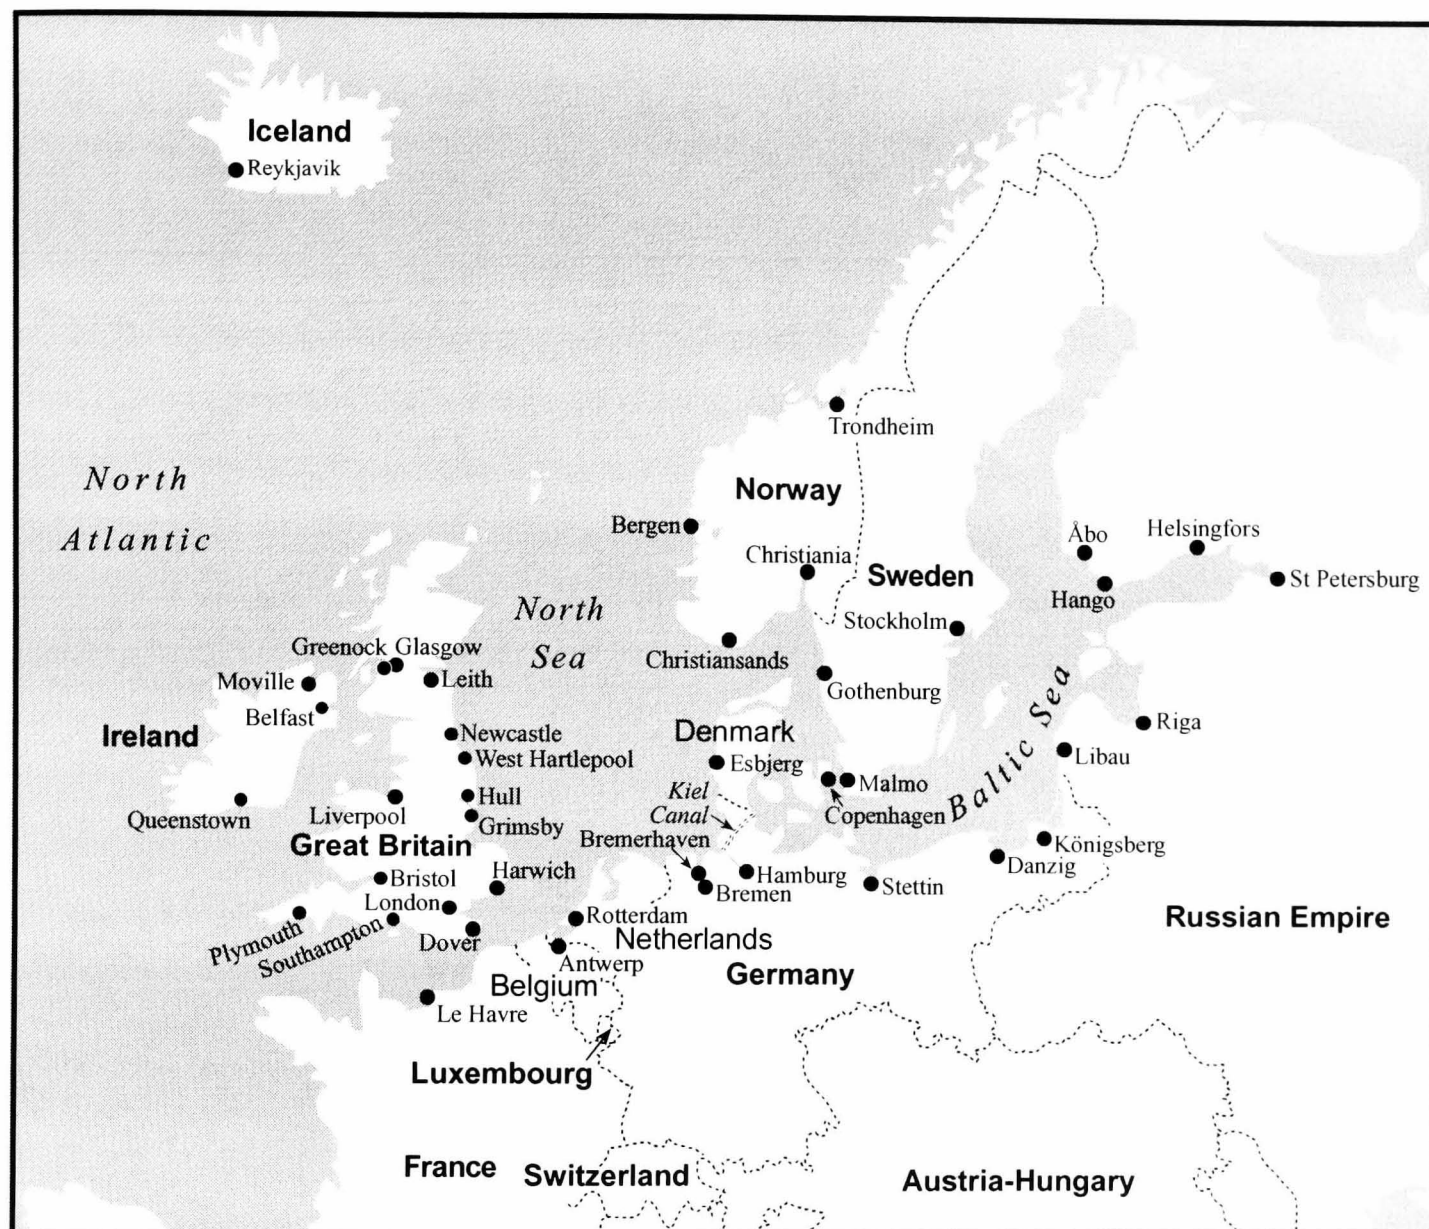 Iceland
Reykjavik
Trondheim
North
Atlantic
Norway
Bergen
Christiania
Sweden
Åbo
Helsingfors
St Petersburg
Hango
North
Sea
Stockholm
Christiansands
Greenock Glasgow
Moville
Leith
Gothenburg
Belfast
Baltic Sea
Ireland
Newcastle
Denmark
Riga
West Hartlepool
Esbjerg
Libau
Malmo
Kiel
Canal
Copenhagen
Queenstown
Liverpool
Hull
Grimsby
Great Britain
Bremerhaven
Königsberg
Danzig
Bristol
Harwich
Hamburg
Bremen
Stettin
London
Rotterdam
Russian Empire
Plymouth
Southampton
Dover
Netherlands
Antwerp
Germany
Belgium
Le Havre
Luxembourg
France
Switzerland
Austria-Hungary